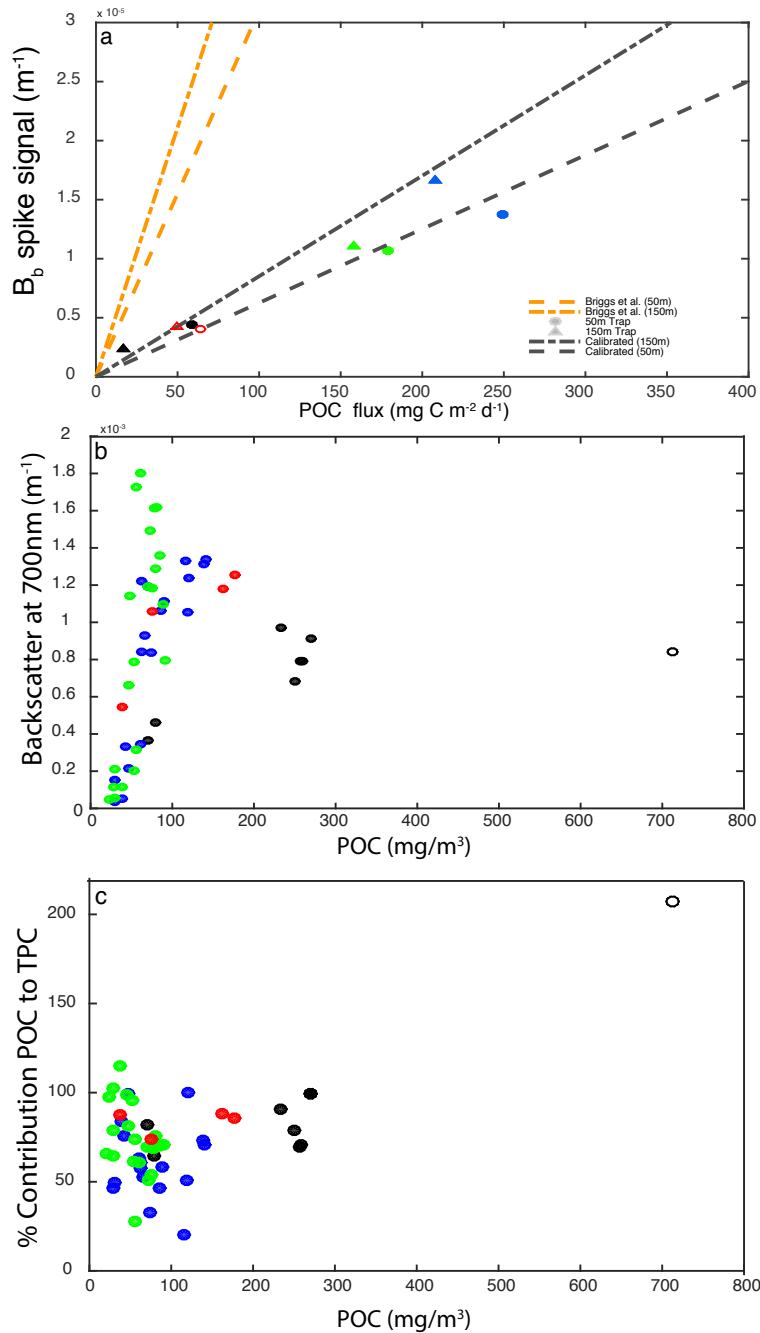 x 10⁻⁵
a
3
2.5
2
1.5
1
0.5
0
Bb spike signal (m⁻¹)
Briggs et al. (50m)
Briggs et al. (150m)
50m Trap
150m Trap
Calibrated (150m)
Calibrated (50m)
0 50 100 150 200 250 300 350 400
POC flux (mg C m⁻² d⁻¹)
x10⁻³
b
2
1.8
1.6
1.4
1.2
1
0.8
0.6
0.4
0.2
0
Backscatter at 700nm (m⁻¹)
0 100 200 300 400 500 600 700 800
POC (mg/m³)
c
200
150
100
50
0
% Contribution POC to TPC
0 100 200 300 400 500 600 700 800
POC (mg/m³)